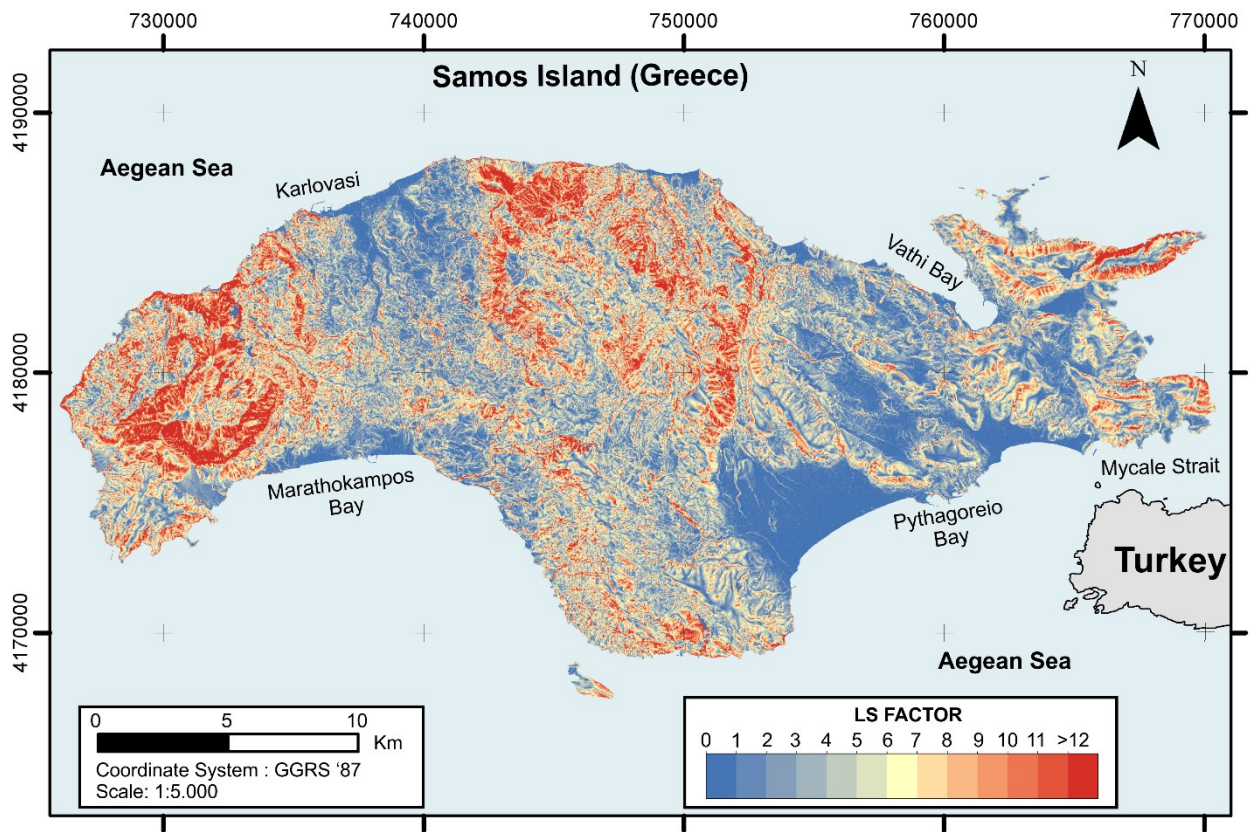 730000 740000 750000 760000 770000
Samos Island (Greece)
N
4190000
Aegean Sea
Karlovasi
Vathi Bay
4180000
Marathokampos
Bay
Mycale Strait
Pythagoreio
Bay
Turkey
4170000
Aegean Sea
0 5 10
Km
Coordinate System : GGRS ‘87
Scale: 1:5.000
LS FACTOR
0 1 2 3 4 5 6 7 8 9 10 11 >12